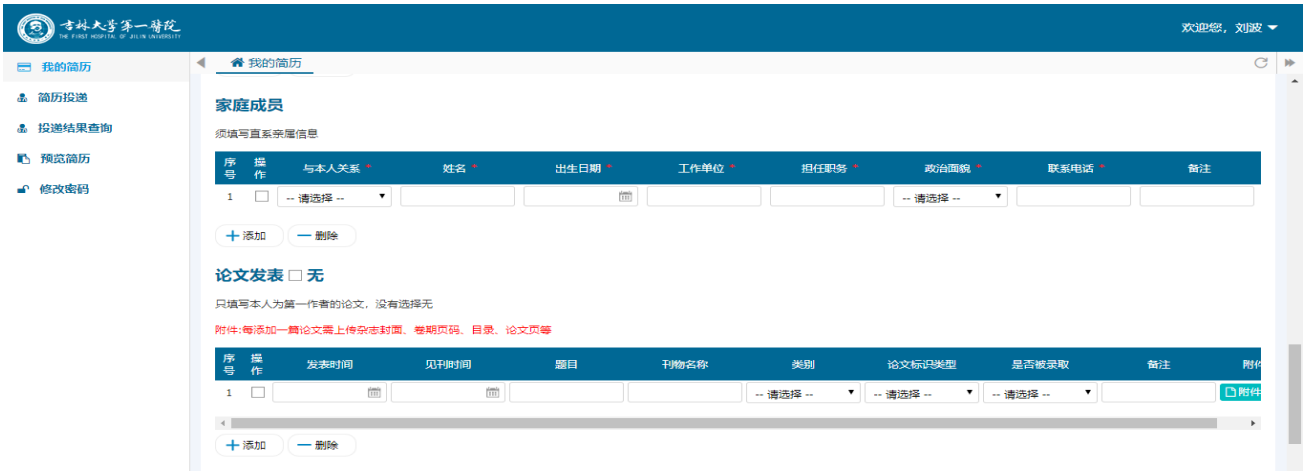 吉林大学第一醫院
THE FIRST HOSPITAL OF JILIN UNIVERSITY
欢迎您，刘波
我的简历
简历投递
投递结果查询
预览简历
修改密码
我的简历
家庭成员
须填写直系亲属信息
序号 操作 与本人关系 * 姓名 * 出生日期 * 工作单位 * 担任职务 * 政治面貌 * 联系电话 * 备注
1 -- 请选择 -- -- 请选择 --
添加 删除
论文发表 无
只填写本人为第一作者的论文，没有选择无
附件:每添加一篇论文需上传杂志封面、卷期页码、目录、论文页等
序号 操作 发表时间 见刊时间 题目 刊物名称 类别 论文标识类型 是否被录取 备注 附件
1 -- 请选择 -- -- 请选择 -- -- 请选择 -- 附件
添加 删除